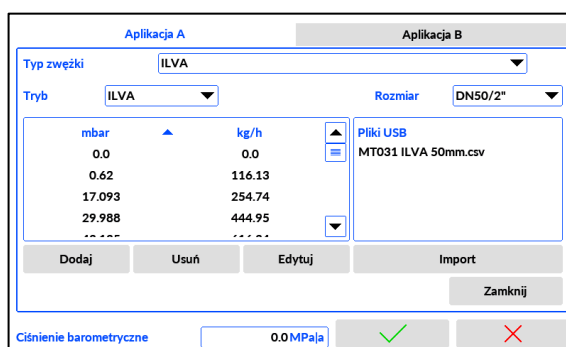 Aplikacja A Aplikacja B
Typ zwężki ILVA
Tryb ILVA Rozmiar DN50/2"
mbar kg/h Pliki USB
0.0 0.0 MT031 ILVA 50mm.csv
0.62 116.13
17.093 254.74
29.988 444.95
Dodaj Usuń Edytuj Import
Zamknij
Ciśnienie barometryczne 0.0 MPa|a